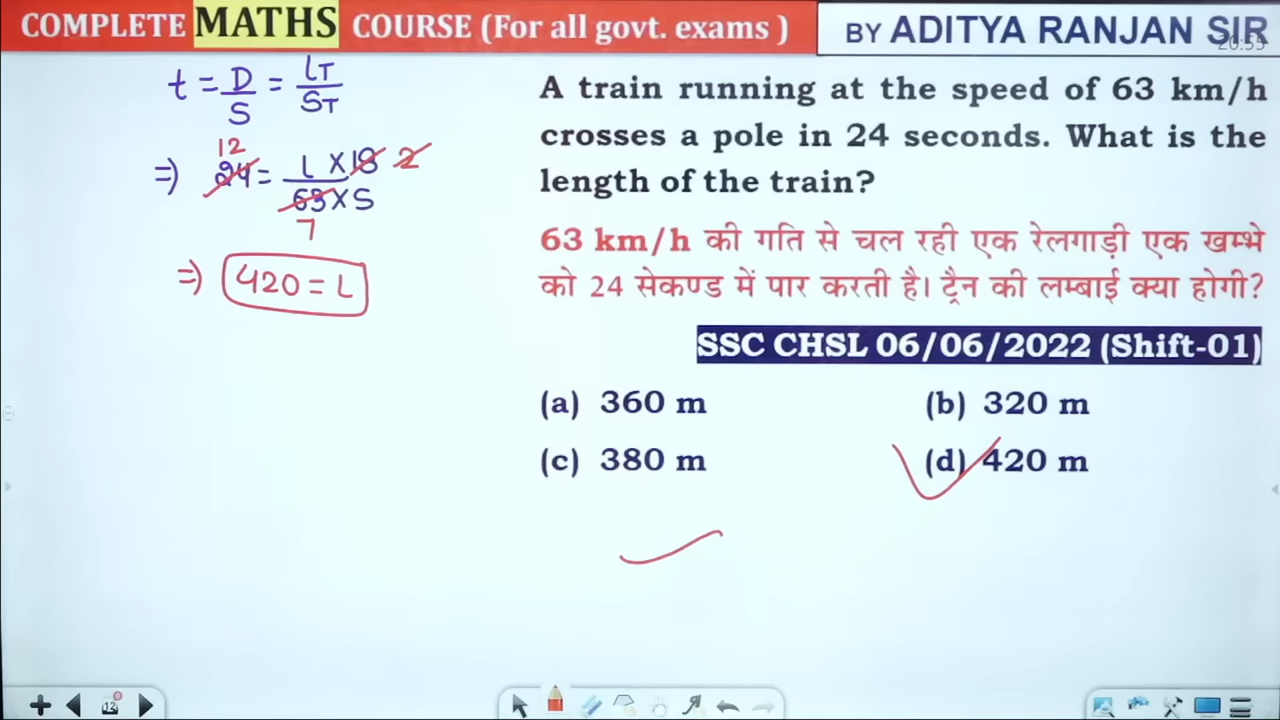 COMPLETE MATHS COURSE (For all govt. exams )
BY ADITYA RANJAN SIR
20:55
t = D/S = LT/ST
A train running at the speed of 63 km/h
crosses a pole in 24 seconds. What is the
length of the train?
12
=) 24 = L × 18 2 / 63 × 5
7
=) 420 = L
63 km/h की गति से चल रही एक रेलगाड़ी एक खम्भे
को 24 सेकण्ड में पार करती है। ट्रैन की लम्बाई क्या होगी?
SSC CHSL 06/06/2022 (Shift-01)
(a) 360 m
(b) 320 m
(c) 380 m
(d) 420 m
12